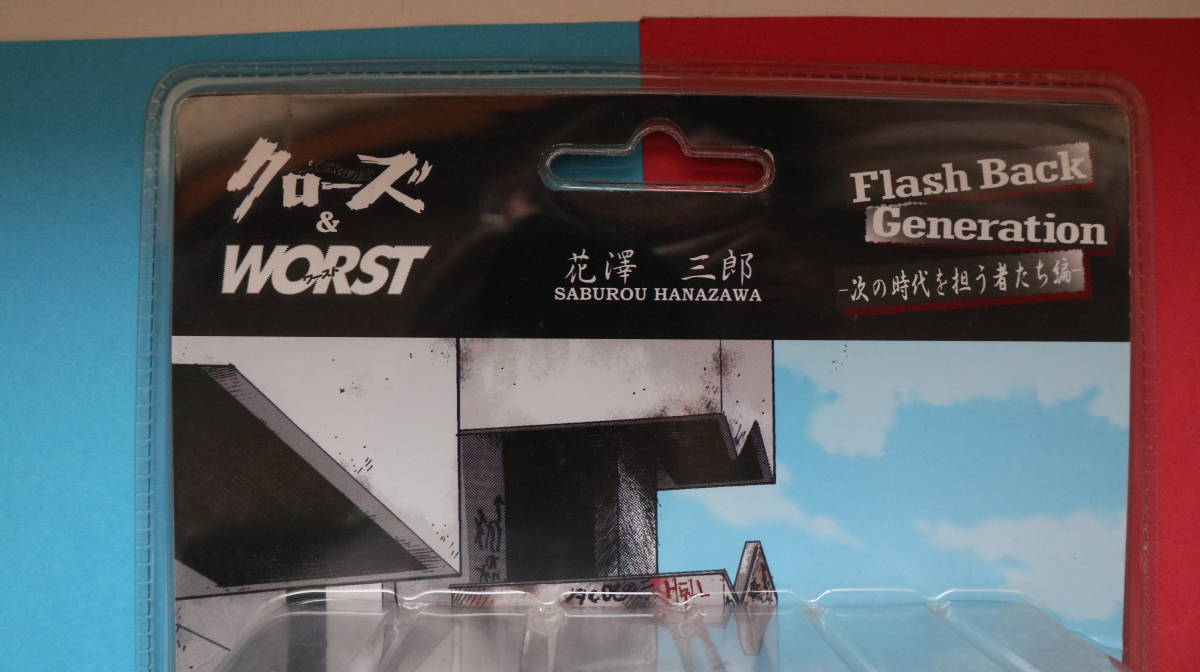 クローズ
&
WORST
ワースト
花澤 三郎
SABUROU HANAZAWA
Flash Back
Generation
-次の時代を担う者たち編-
HELL